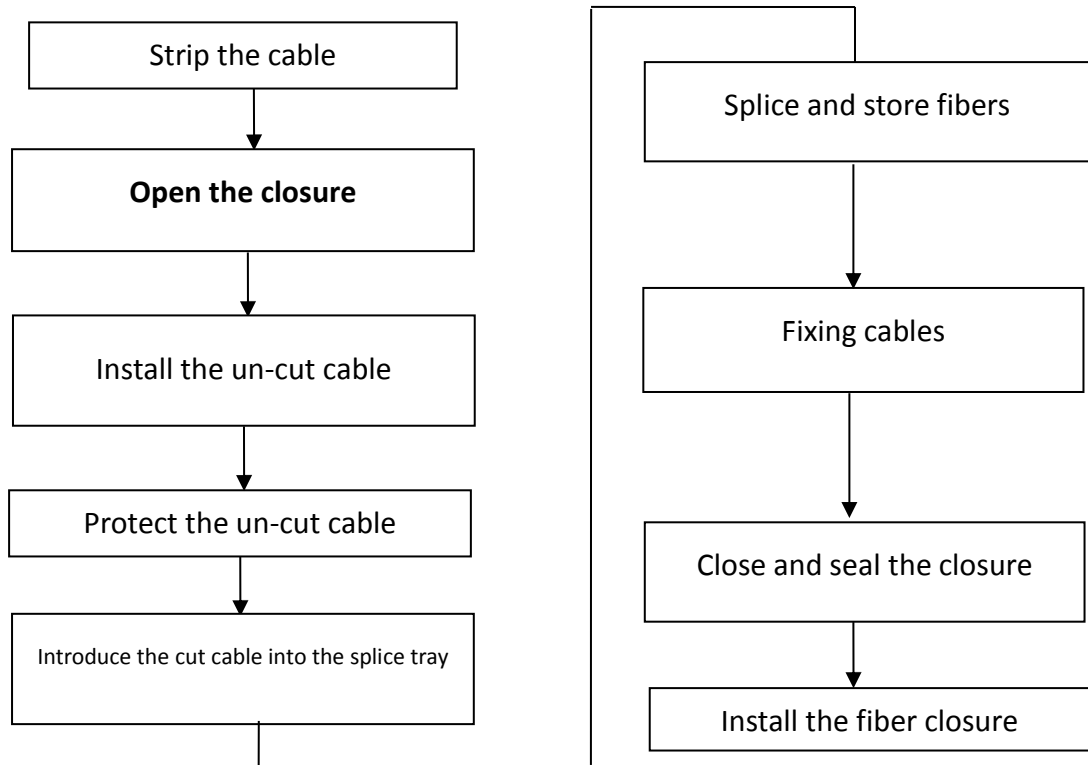 Strip the cable
Open the closure
Install the un-cut cable
Protect the un-cut cable
Introduce the cut cable into the splice tray
Splice and store fibers
Fixing cables
Close and seal the closure
Install the fiber closure